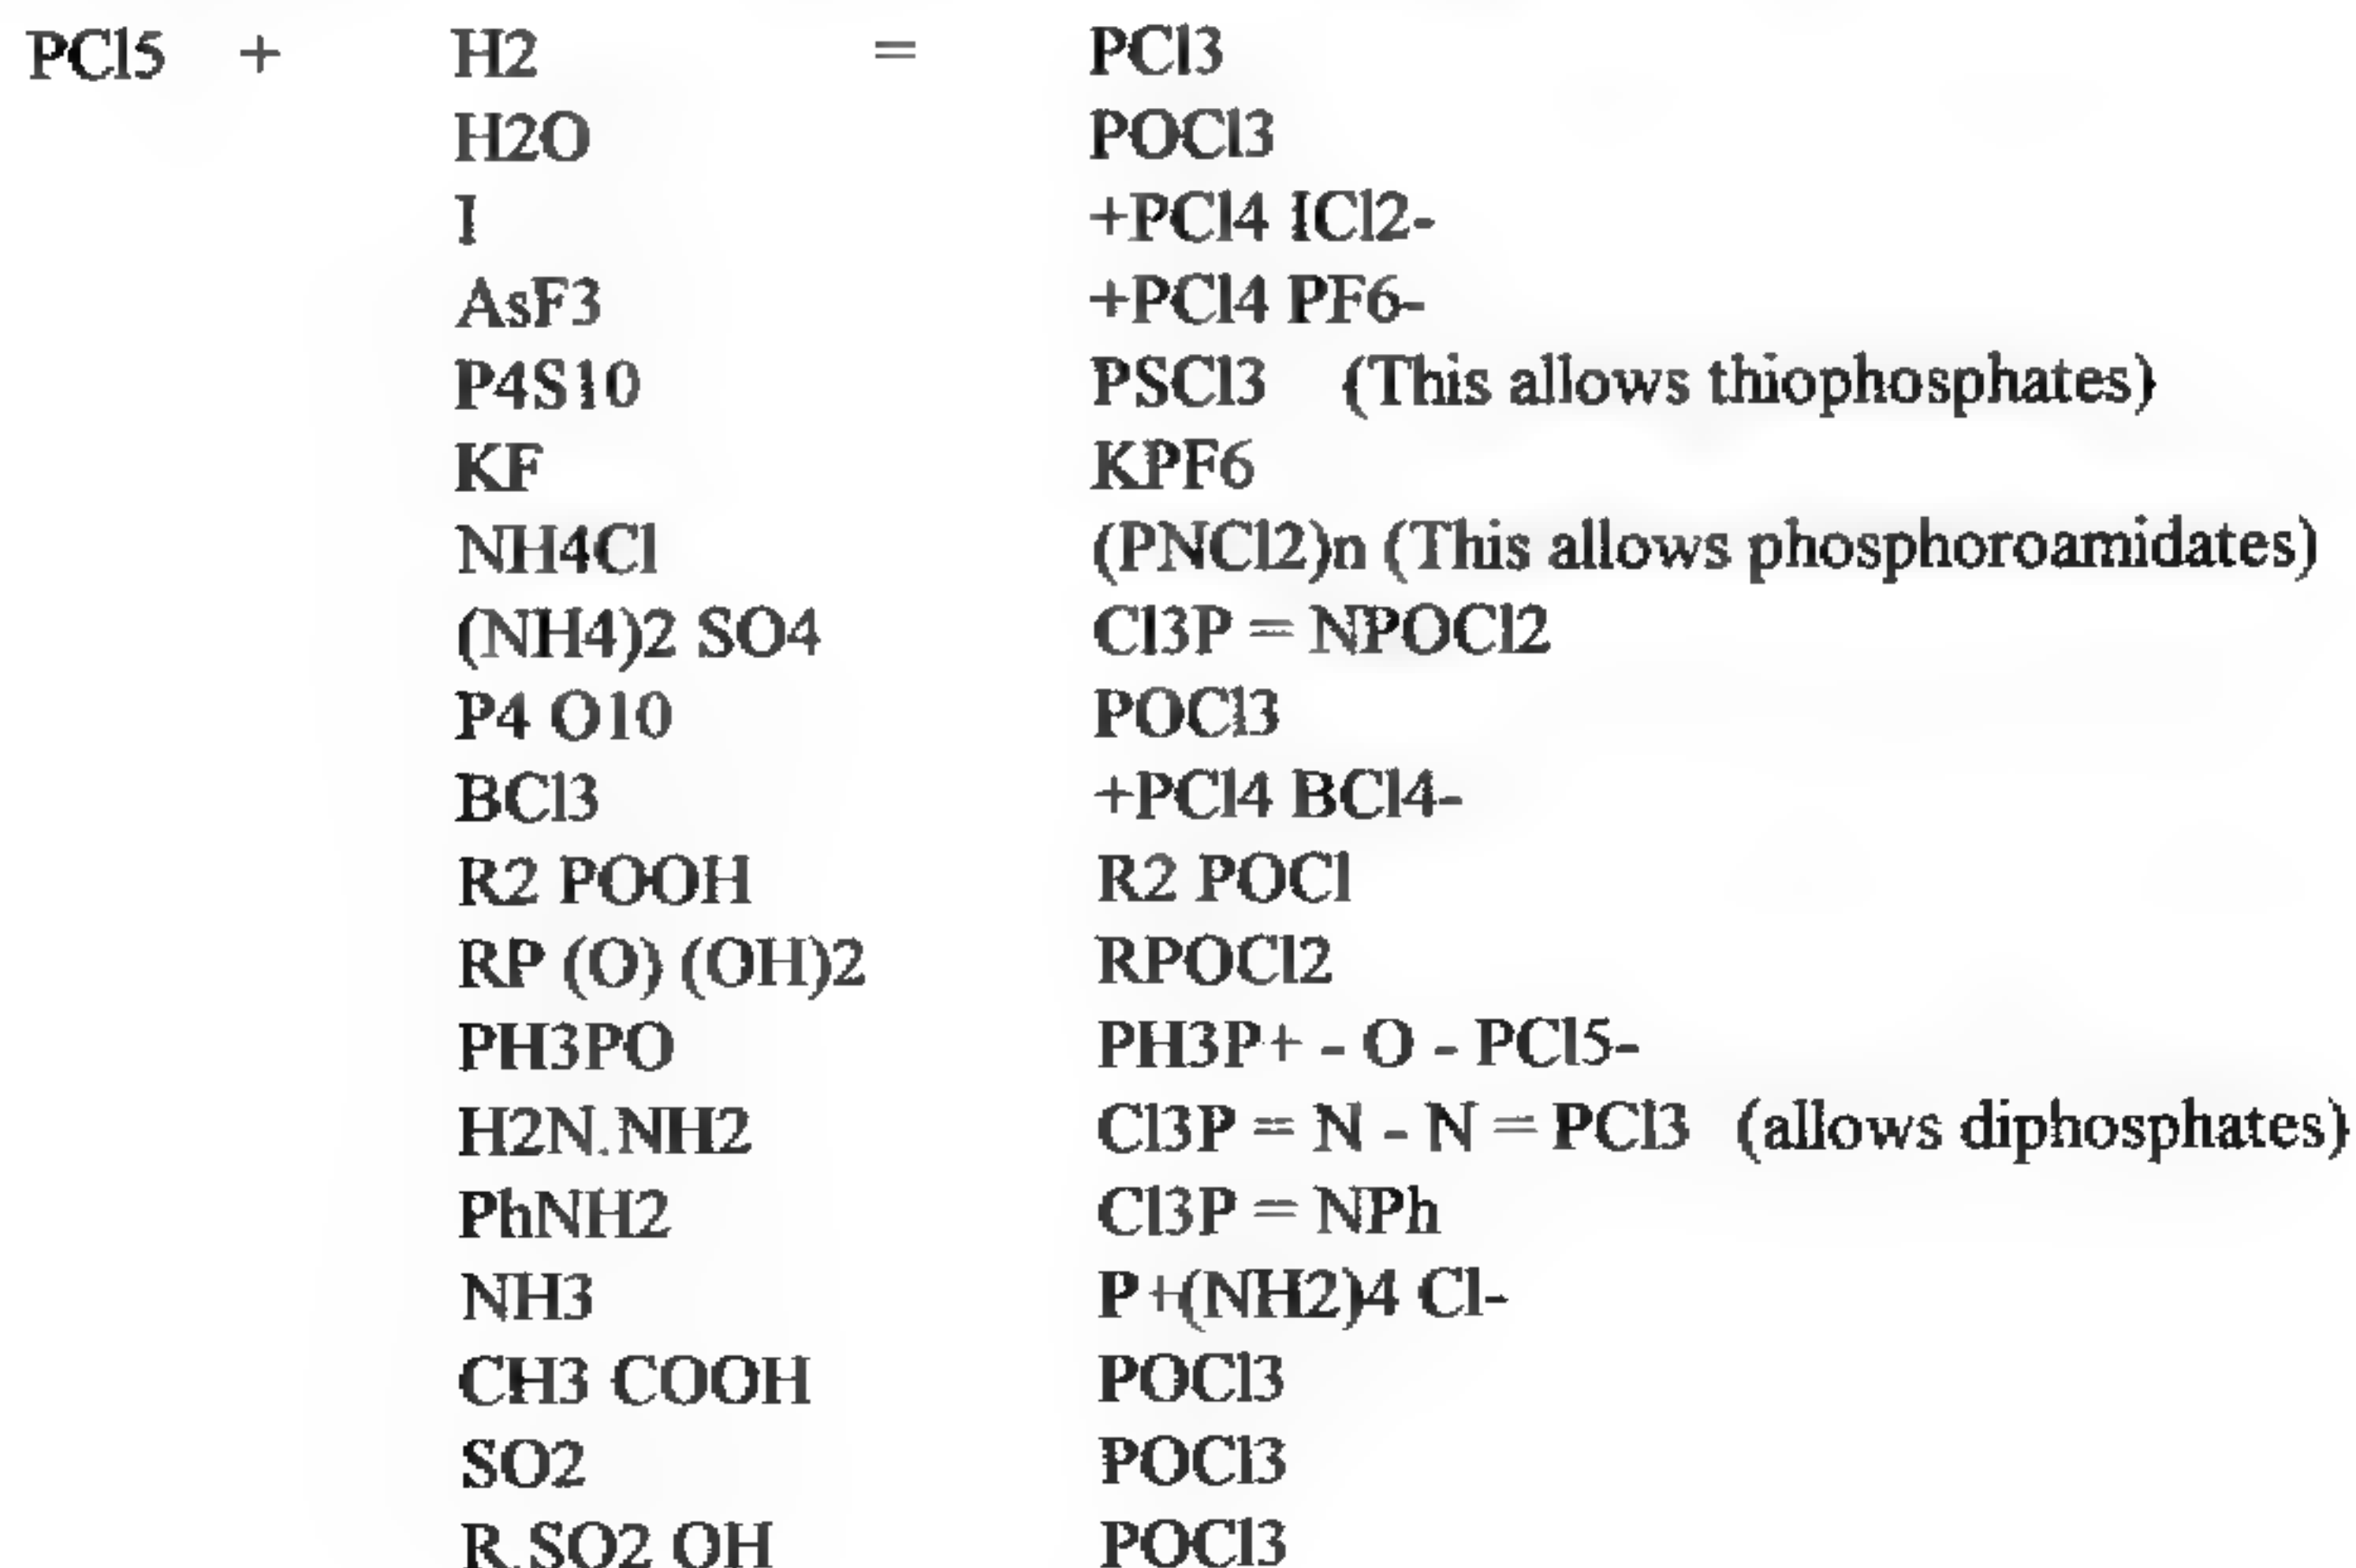 PCl5 + H2 = PCl3
H2O POCl3
I +PCl4 ICl2-
AsF3 +PCl4 PF6-
P4S10 PSCl3 (This allows thiophosphates)
KF KPF6
NH4Cl (PNCl2)n (This allows phosphoroamidates)
(NH4)2 SO4 Cl3P = NPOCl2
P4 O10 POCl3
BCl3 +PCl4 BCl4-
R2 POOH R2 POCl
RP (O) (OH)2 RPOCl2
PH3PO PH3P+ - O - PCl5-
H2N.NH2 Cl3P = N - N = PCl3 (allows diphosphates)
PhNH2 Cl3P = NPh
NH3 P+(NH2)4 Cl-
CH3 COOH POCl3
SO2 POCl3
R.SO2 OH POCl3